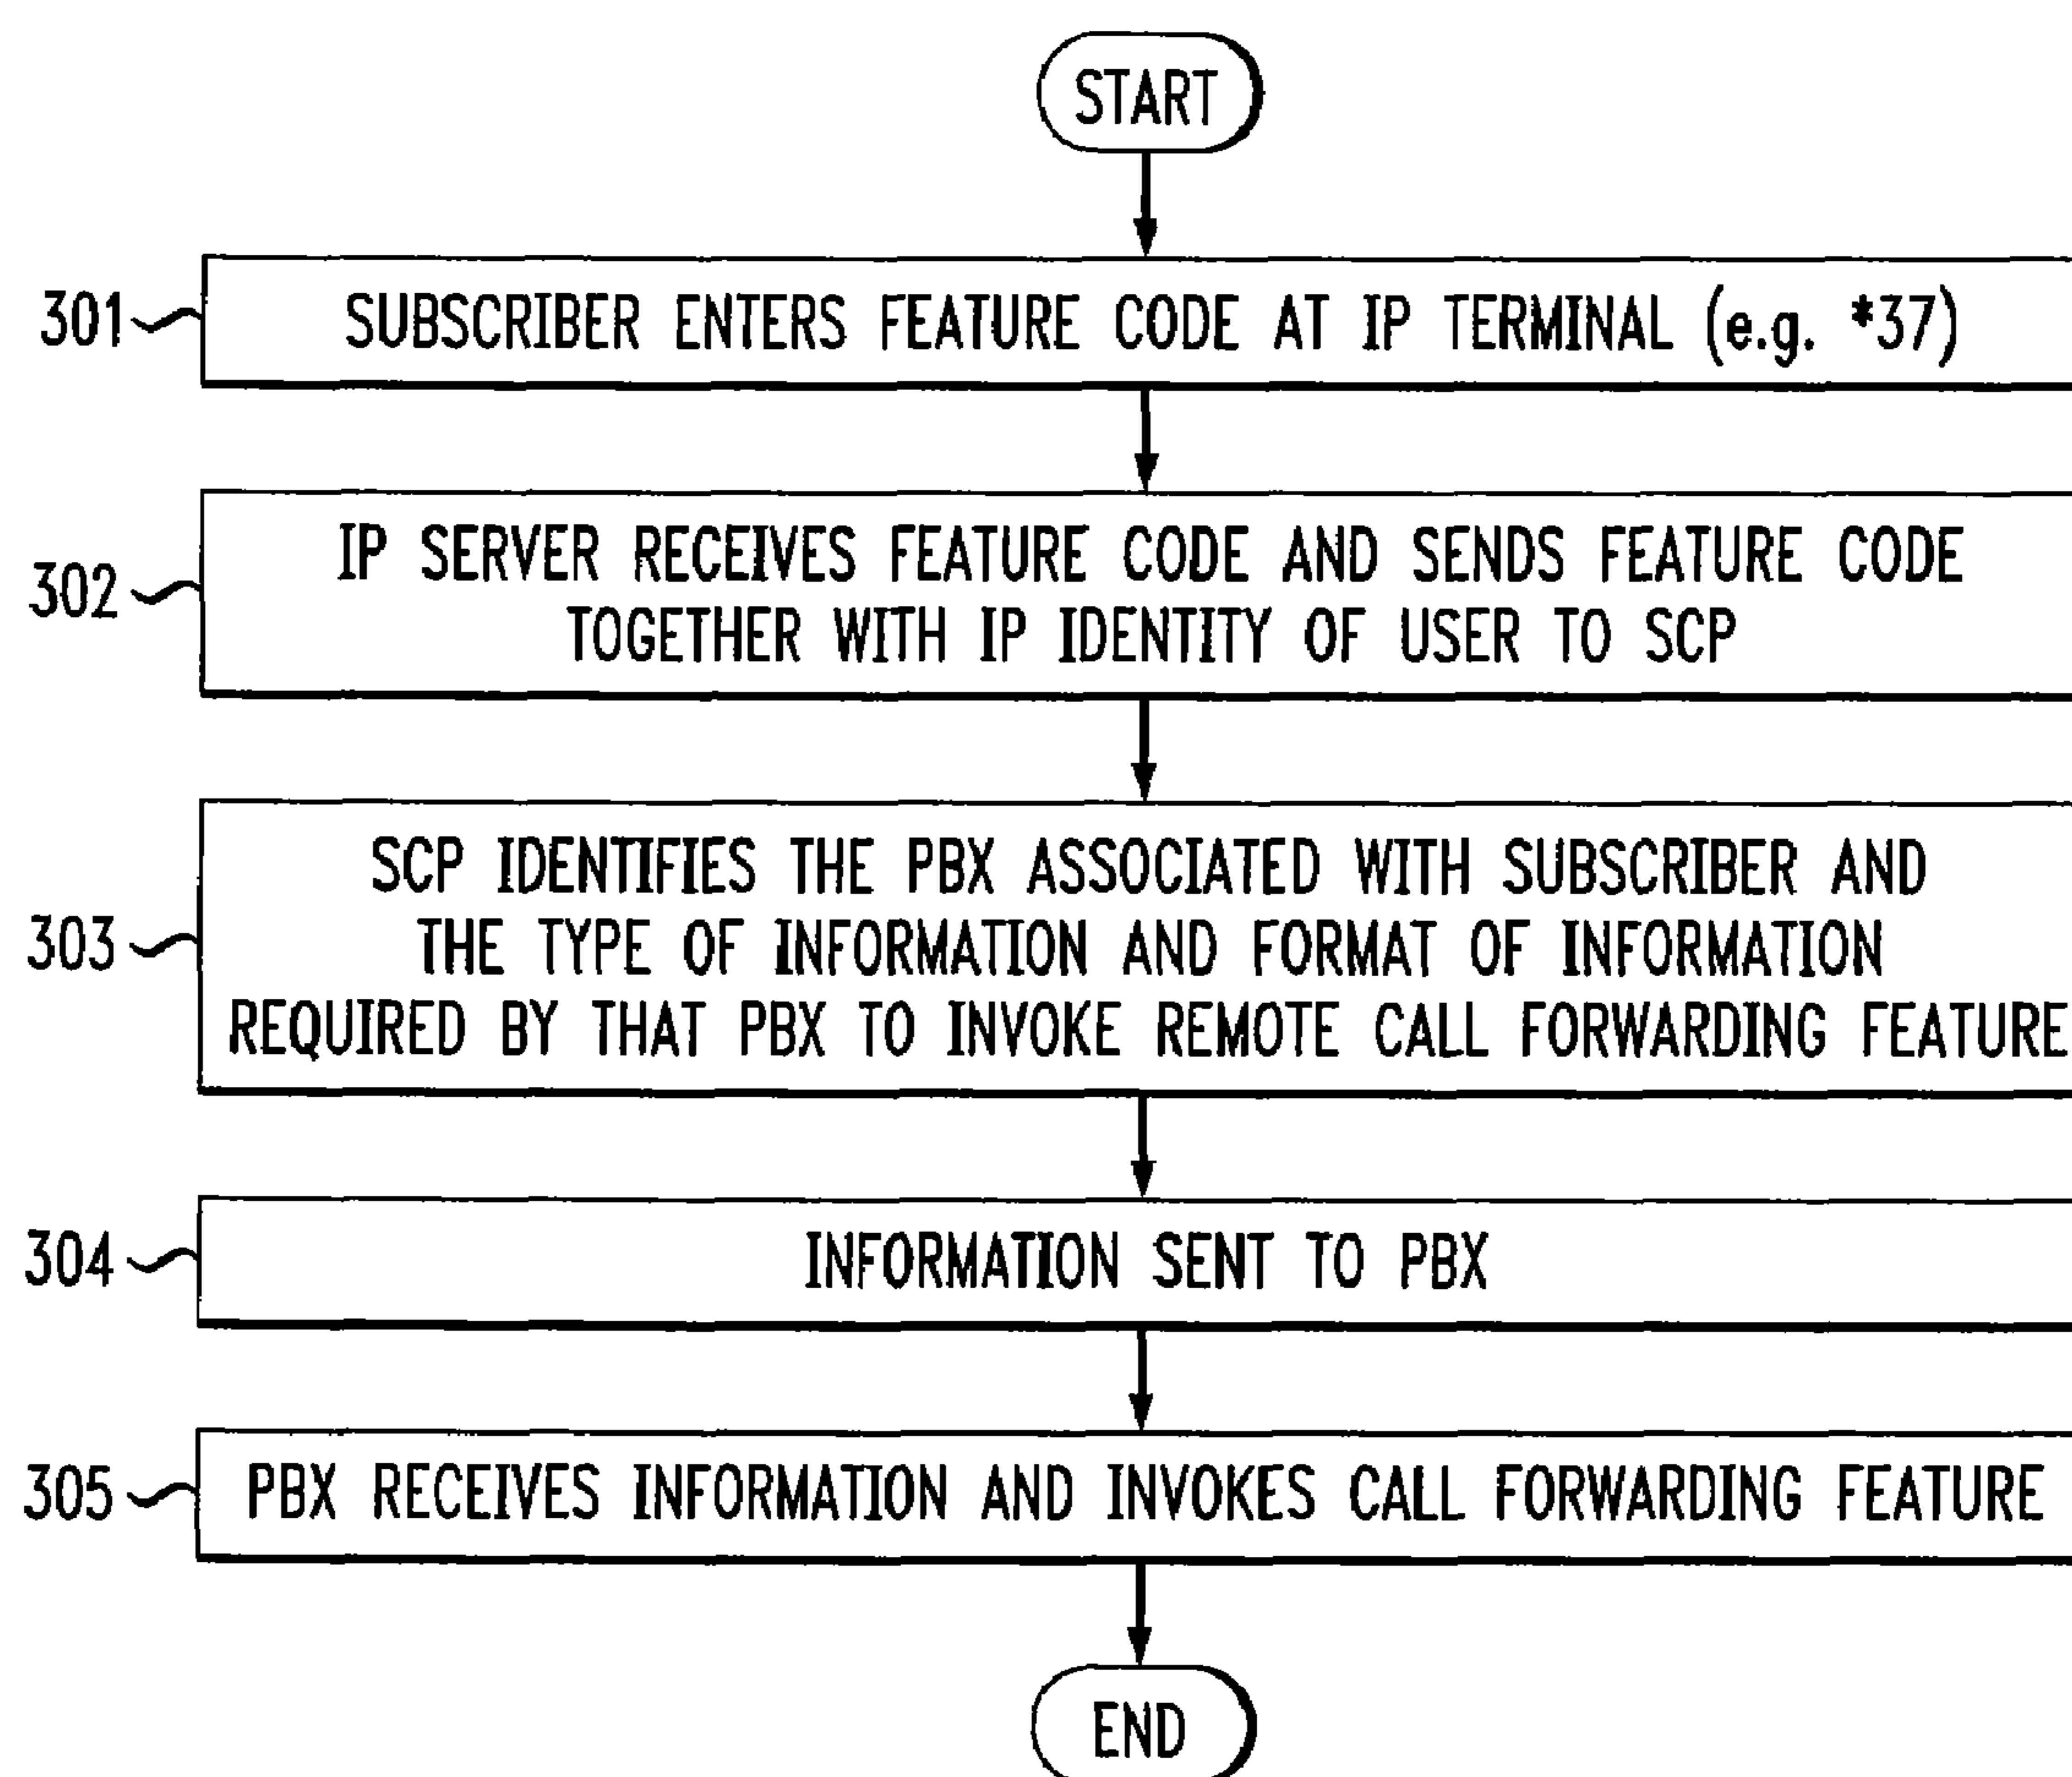 START
301 SUBSCRIBER ENTERS FEATURE CODE AT IP TERMINAL (e.g. *37)
IP SERVER RECEIVES FEATURE CODE AND SENDS FEATURE CODE
302
TOGETHER WITH IP IDENTITY OF USER TO SCP
SCP IDENTIFIES THE PBX ASSOCIATED WITH SUBSCRIBER AND
303 THE TYPE OF INFORMATION AND FORMAT OF INFORMATION
REQUIRED BY THAT PBX TO INVOKE REMOTE CALL FORWARDING FEATURE
304 INFORMATION SENT TO PBX
305 PBX RECEIVES INFORMATION AND INVOKES CALL FORWARDING FEATURE
END